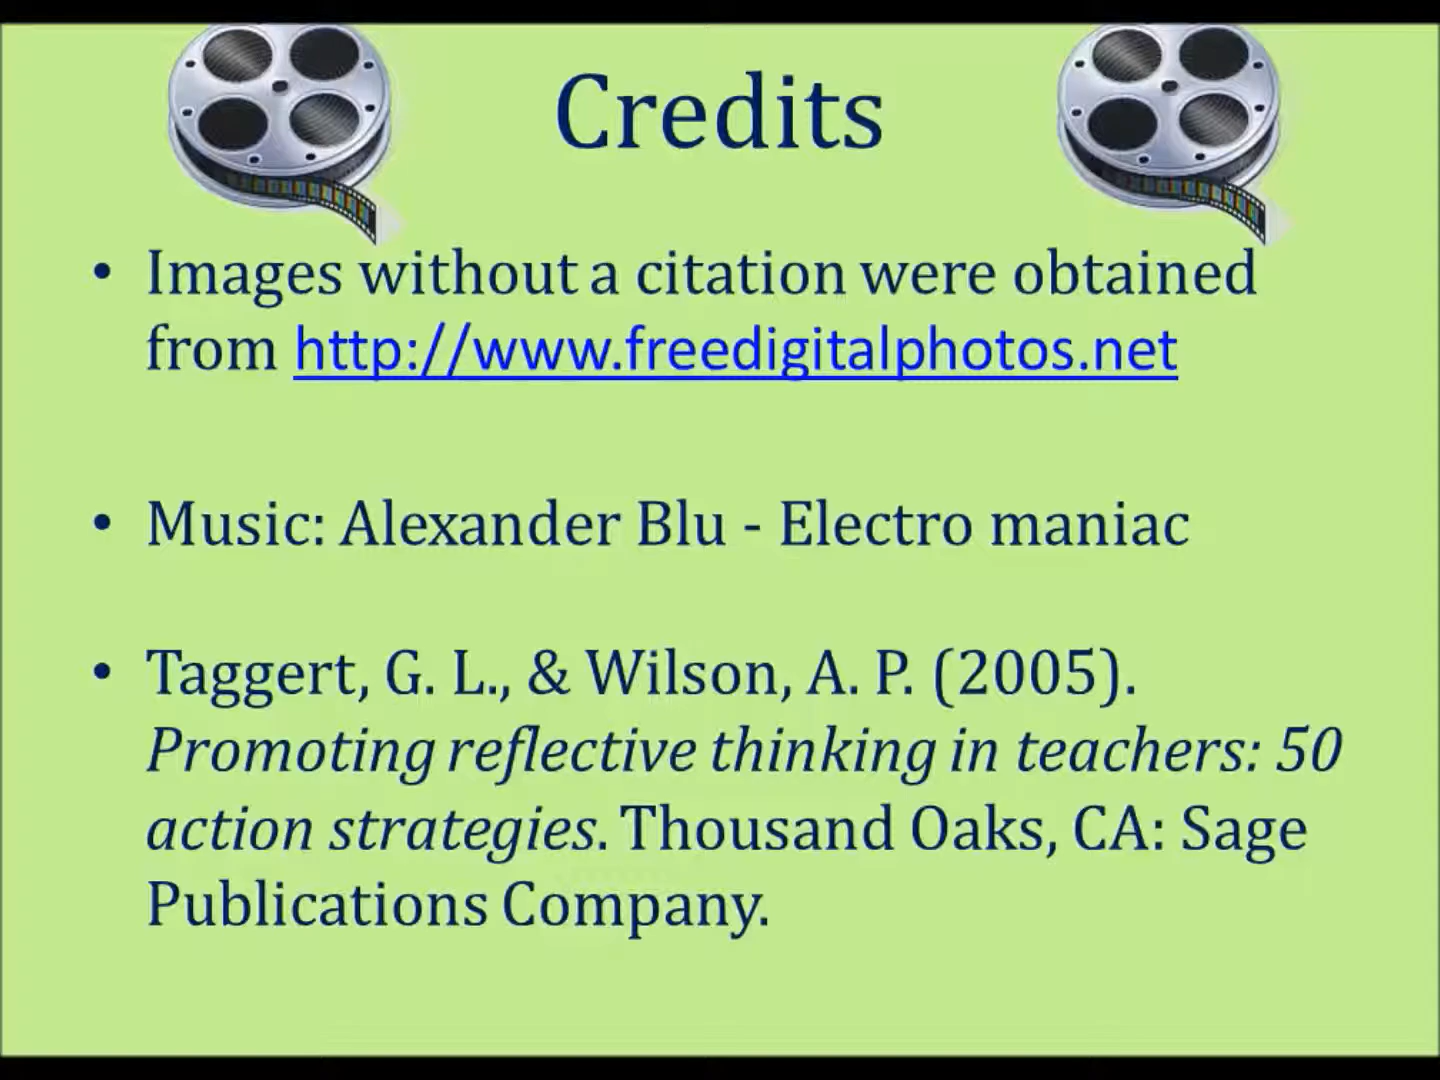 Credits
• Images without a citation were obtained
from http://www.freedigitalphotos.net
• Music: Alexander Blu - Electro maniac
• Taggert, G. L., & Wilson, A. P. (2005).
Promoting reflective thinking in teachers: 50
action strategies. Thousand Oaks, CA: Sage
Publications Company.